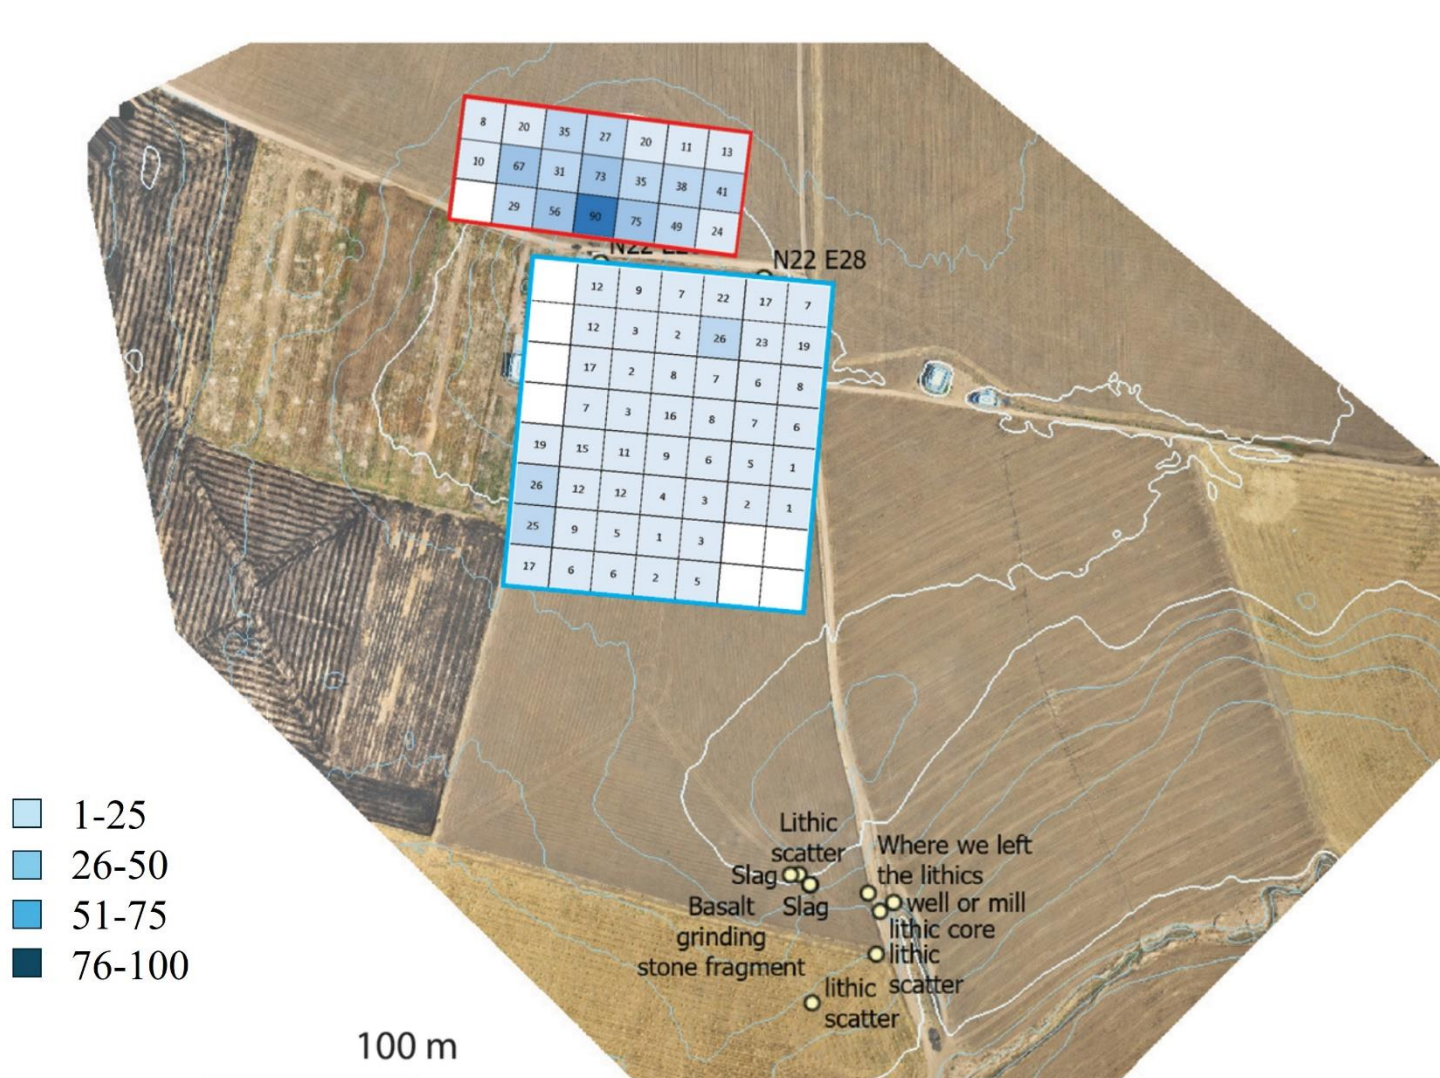 8 20 35 27 20 11 13
10 67 31 73 35 38 41
29 56 90 75 49 24
N22
N22 E28
12 9 7 22 17 7
12 3 2 26 23 19
17 2 8 7 6 8
7 3 16 8 7 6
19 15 11 9 6 5 1
26 12 12 4 3 2 1
25 9 5 1 3
17 6 6 2 5
1-25
26-50
51-75
76-100
Lithic
scatter
Slag
Slag
Basalt
grinding
stone fragment
Where we left
the lithics
well or mill
lithic core
lithic
scatter
lithic
scatter
100 m